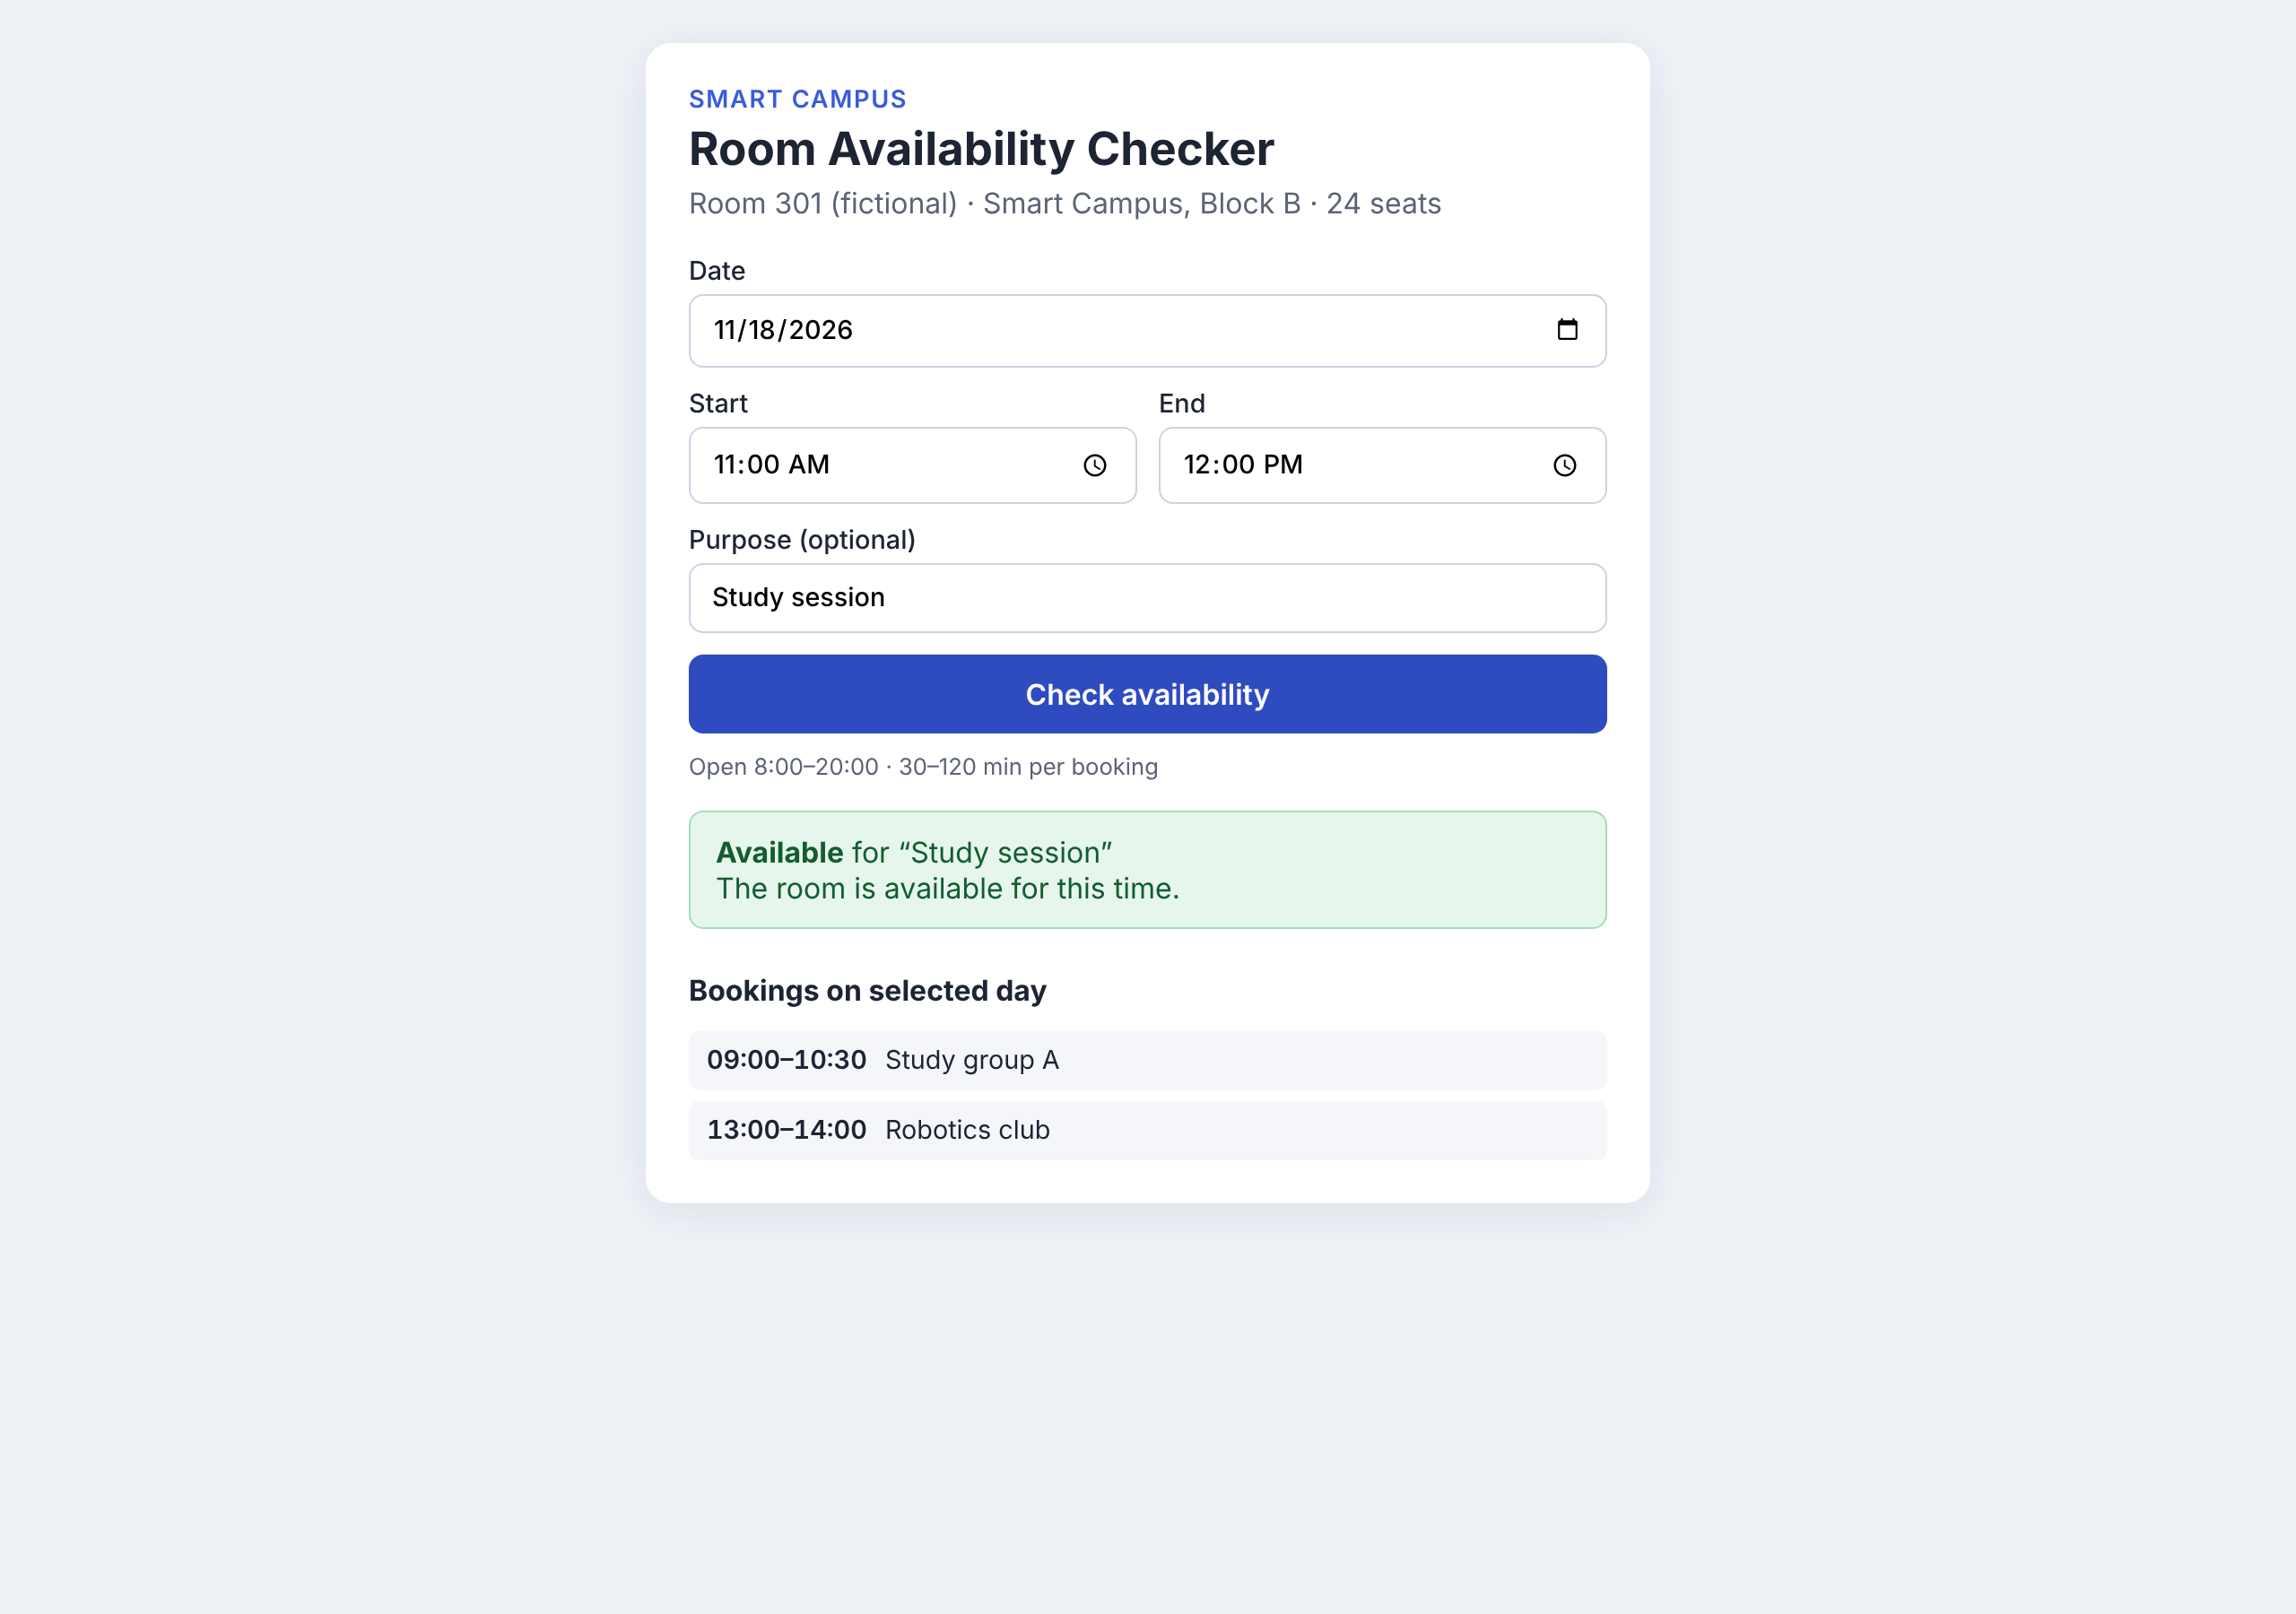 SMART CAMPUS
Room Availability Checker
Room 301 (fictional) · Smart Campus, Block B · 24 seats
Date
11/18/2026
Start
End
11:00 AM
12:00 PM
Purpose (optional)
Study session
Check availability
Open 8:00–20:00 · 30–120 min per booking
Available for “Study session”
The room is available for this time.
Bookings on selected day
09:00–10:30 Study group A
13:00–14:00 Robotics club